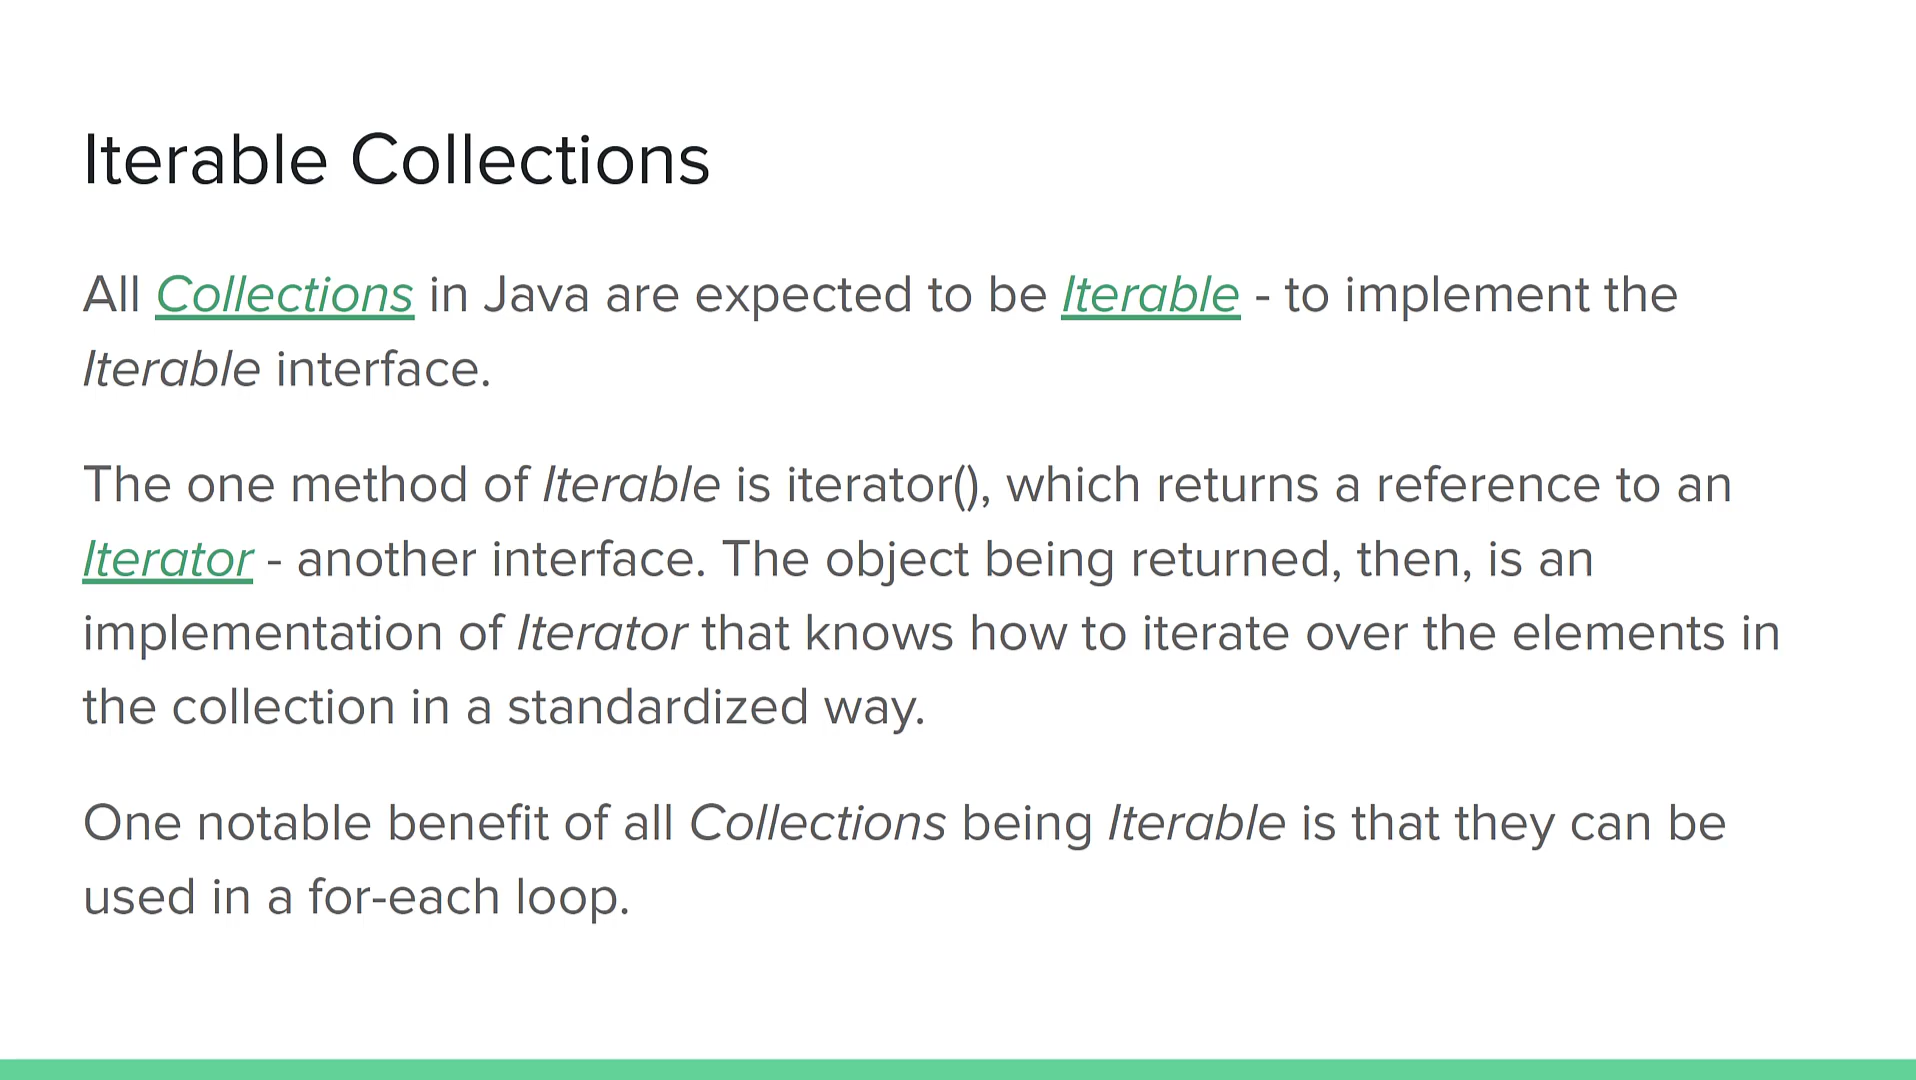 Iterable Collections
All Collections in Java are expected to be Iterable - to implement the
Iterable interface.
The one method of Iterable is iterator(), which returns a reference to an
Iterator - another interface. The object being returned, then, is an
implementation of Iterator that knows how to iterate over the elements in
the collection in a standardized way.
One notable benefit of all Collections being Iterable is that they can be
used in a for-each loop.